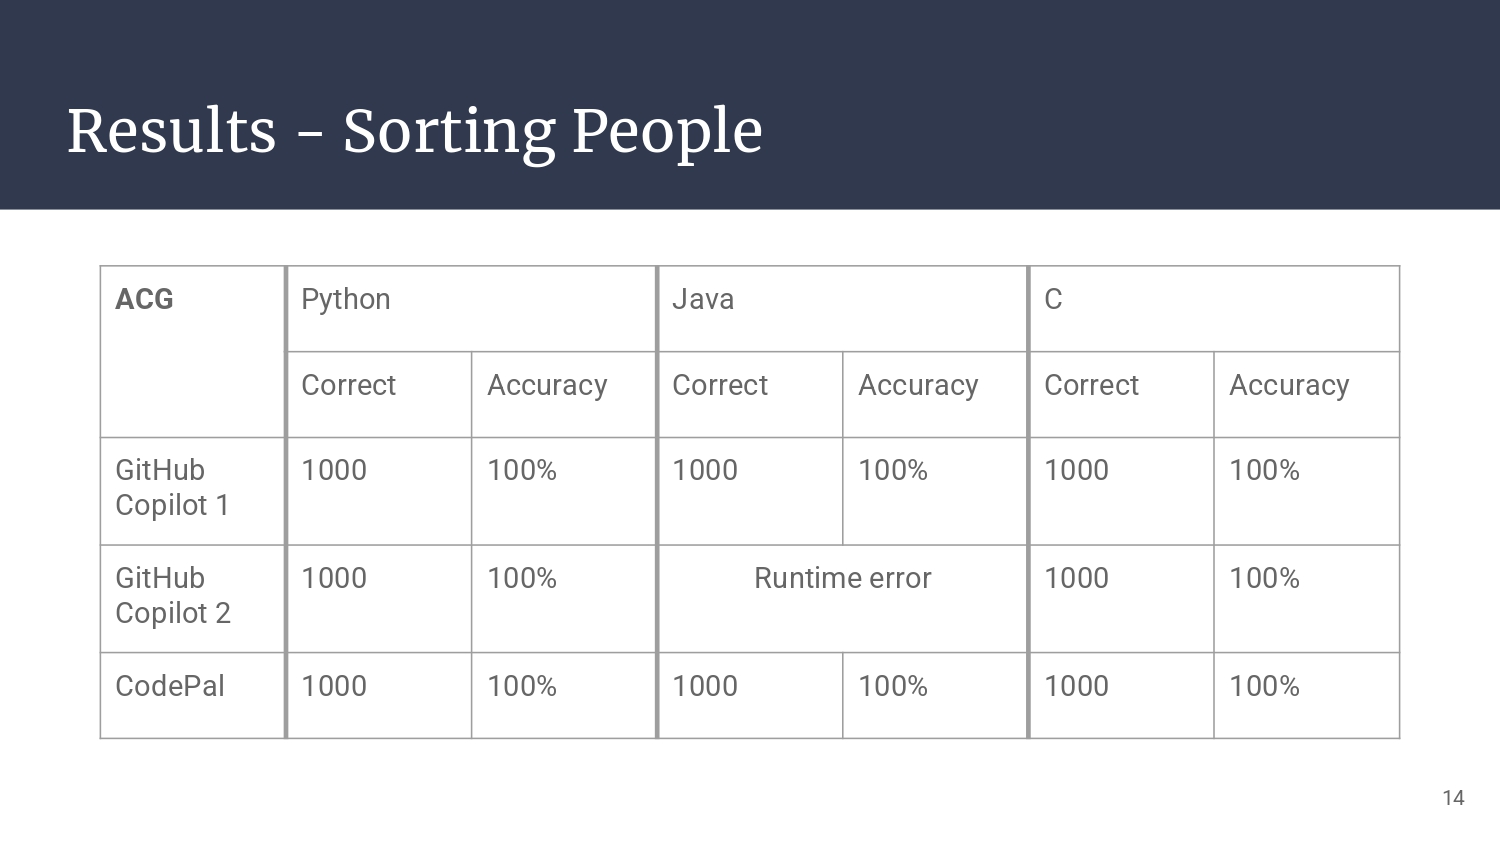 Results - Sorting People
ACG Python Java C
Correct Accuracy Correct Accuracy Correct Accuracy
GitHub
Copilot 1 1000 100% 1000 100% 1000 100%
GitHub
Copilot 2 1000 100% Runtime error 1000 100%
CodePal 1000 100% 1000 100% 1000 100%
14